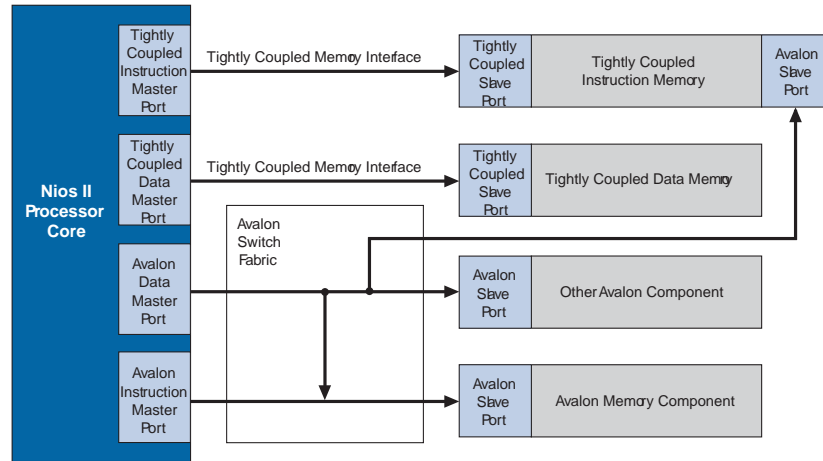 Nios II
Processor
Core
Tightly
Coupled
Instruction
Master
Port
Tightly Coupled Memory Interface
Tightly
Coupled
Slave
Port
Tightly Coupled
Instruction Memory
Avalon
Slave
Port
Tightly
Coupled
Data
Master
Port
Tightly Coupled Memory Interface
Tightly
Coupled
Slave
Port
Tightly Coupled Data Memory
Avalon
Switch
Fabric
Avalon
Data
Master
Port
Avalon
Slave
Port
Other Avalon Component
Avalon
Instruction
Master
Port
Avalon
Slave
Port
Avalon Memory Component